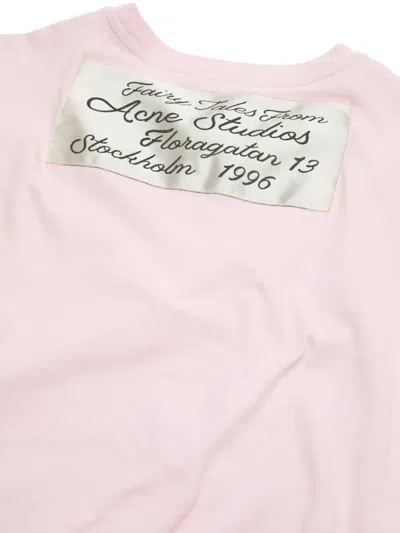 Fairy Tales From
Acne Studios
Floragatan 13
Stockholm 1996